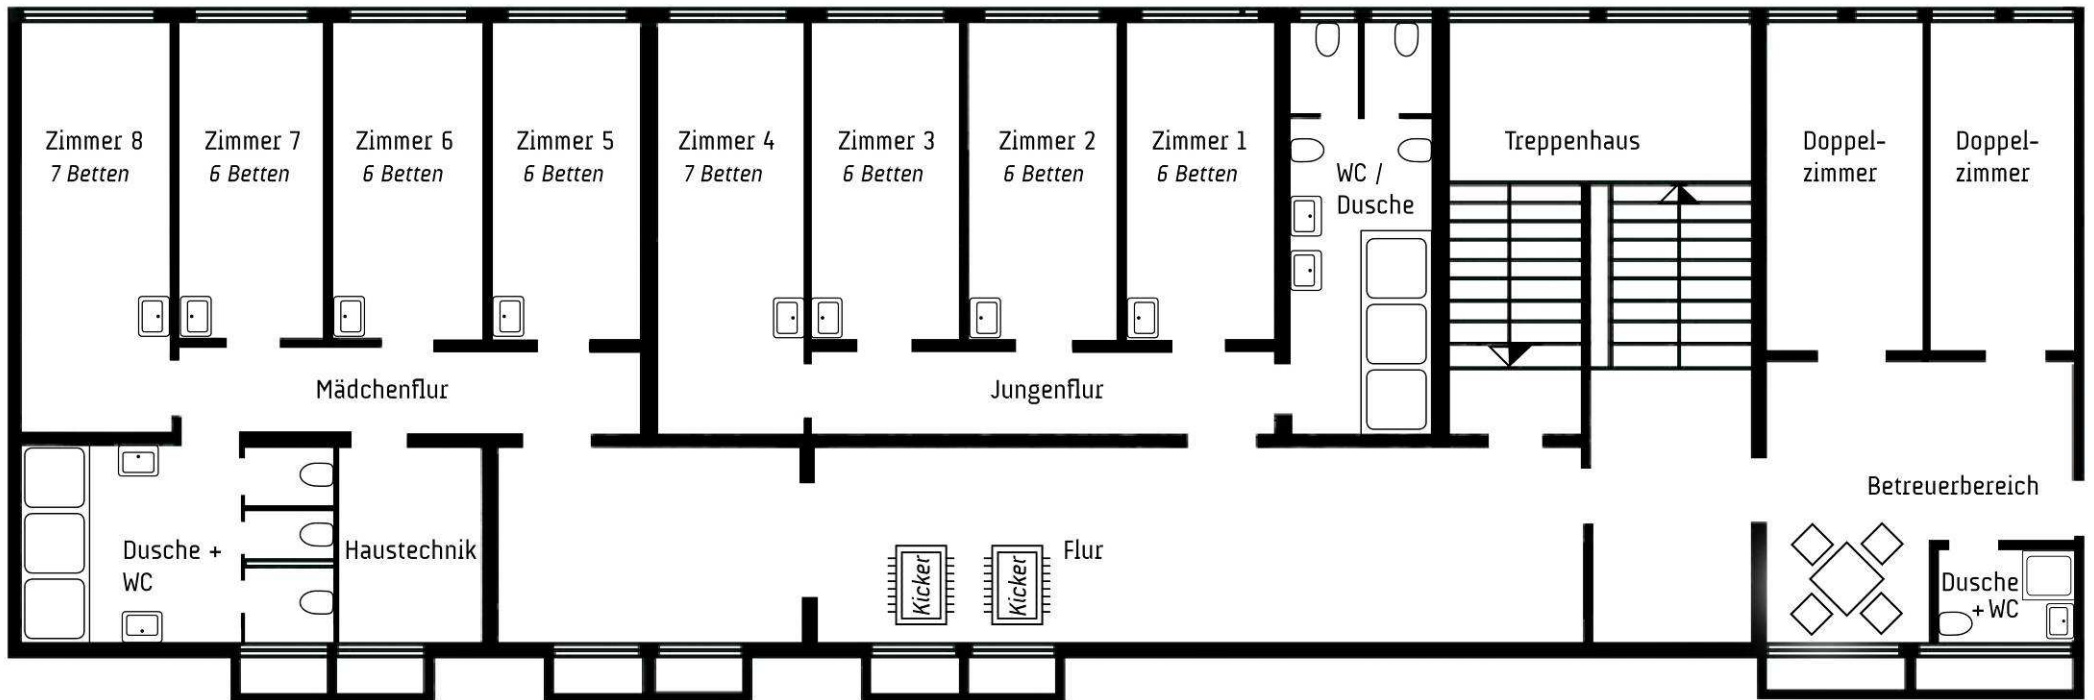 Zimmer 8
7 Betten
Zimmer 7
6 Betten
Zimmer 6
6 Betten
Zimmer 5
6 Betten
Zimmer 4
7 Betten
Zimmer 3
6 Betten
Zimmer 2
6 Betten
Zimmer 1
6 Betten
WC /
Dusche
Treppenhaus
Doppel-
zimmer
Doppel-
zimmer
Mädchenflur
Jungenflur
Betreuerbereich
Dusche +
WC
Haustechnik
Kicker
Kicker
Flur
Dusche
+ WC